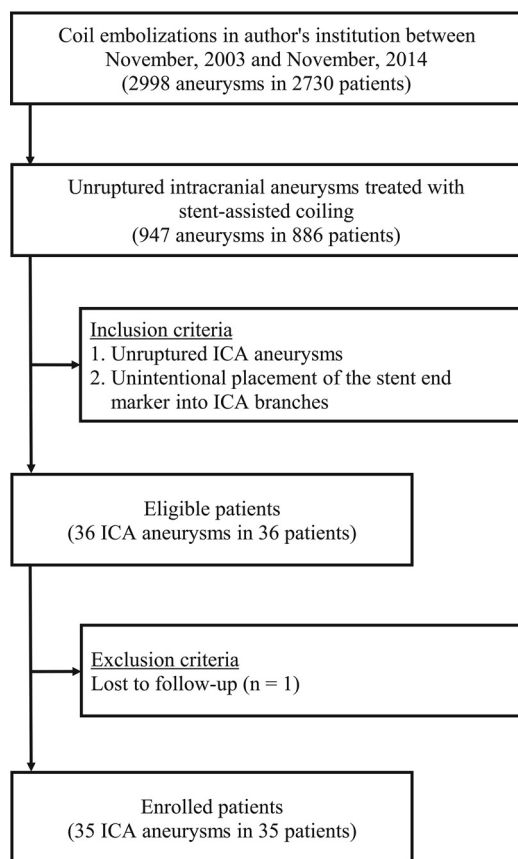 Coil embolizations in author's institution between
November, 2003 and November, 2014
(2998 aneurysms in 2730 patients)
Unruptured intracranial aneurysms treated with
stent-assisted coiling
(947 aneurysms in 886 patients)
Inclusion criteria
1. Unruptured ICA aneurysms
2. Unintentional placement of the stent end
marker into ICA branches
Eligible patients
(36 ICA aneurysms in 36 patients)
Exclusion criteria
Lost to follow-up (n = 1)
Enrolled patients
(35 ICA aneurysms in 35 patients)